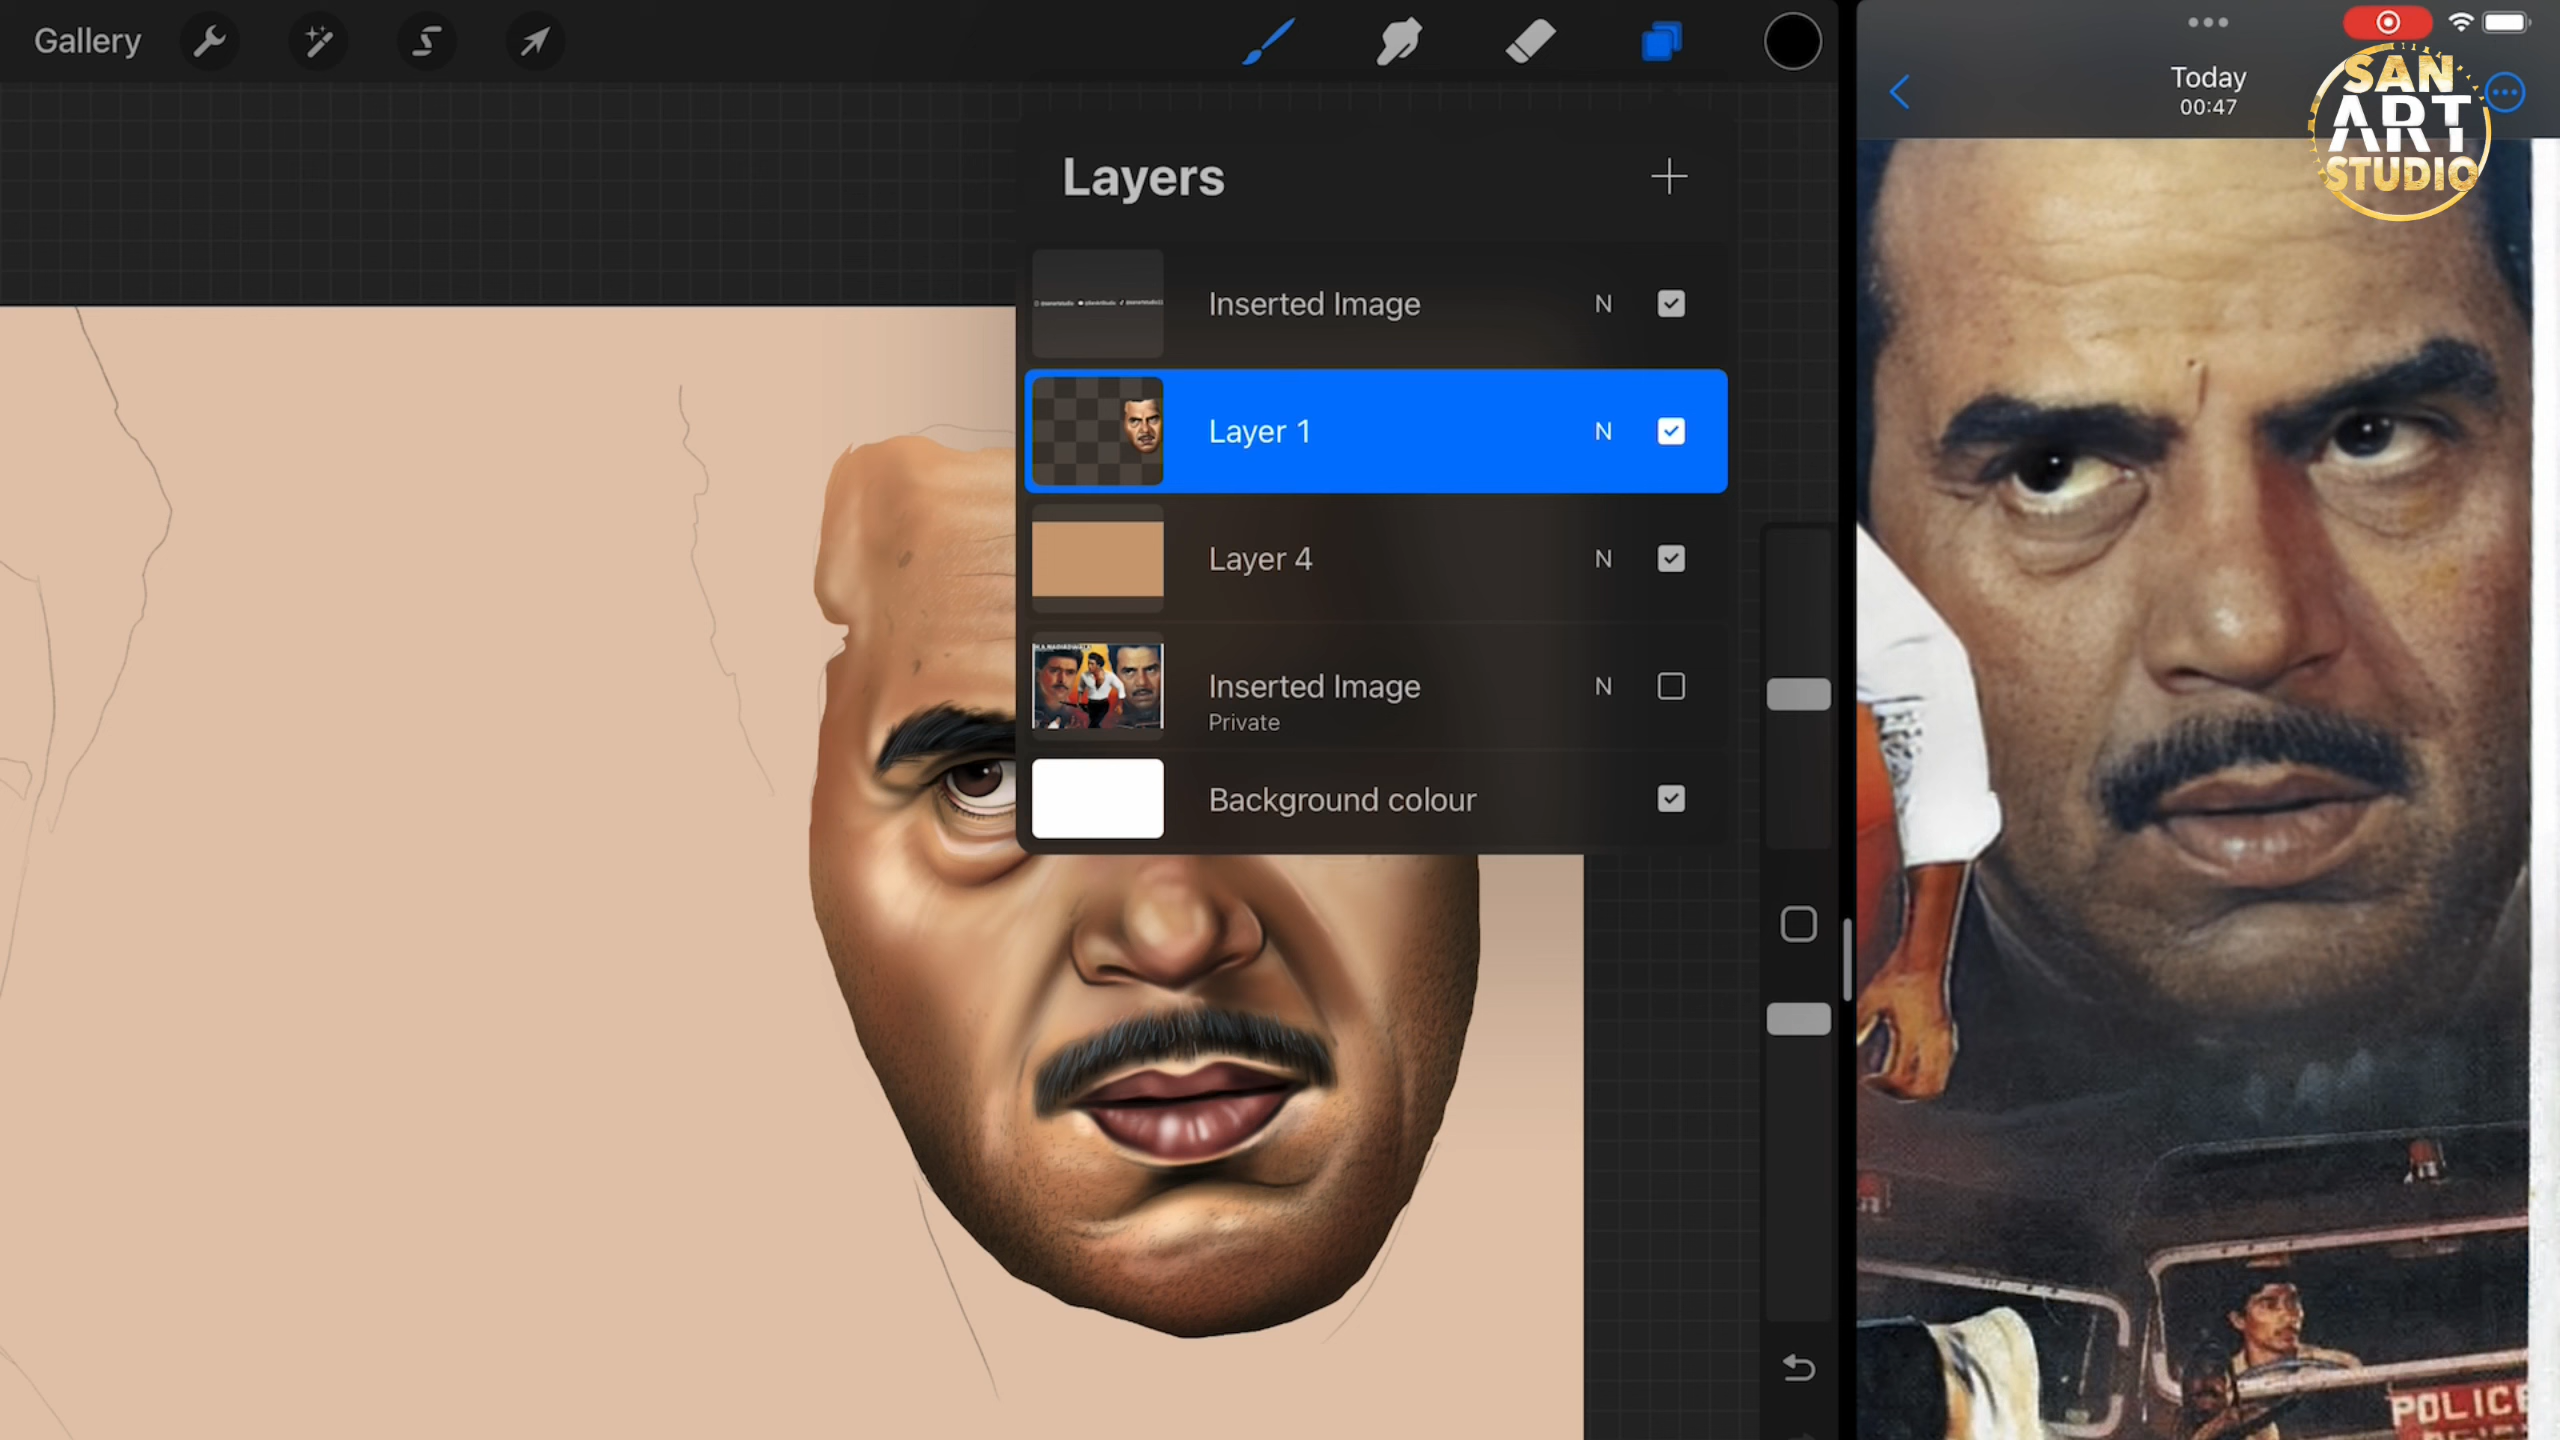 Gallery
Today
00:47
SAN
ART
STUDIO
Layers
Inserted Image N
Layer 1 N
Layer 4 N
Inserted Image N
Private
Background colour
POLICE